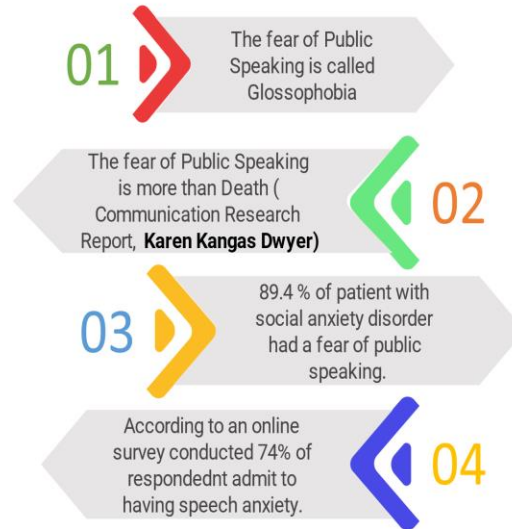 01
The fear of Public
Speaking is called
Glossophobia
The fear of Public Speaking
is more than Death (
Communication Research
Report, Karen Kangas Dwyer)
02
03
89.4 % of patient with
social anxiety disorder
had a fear of public
speaking.
According to an online
survey conducted 74% of
respondednt admit to
having speech anxiety.
04